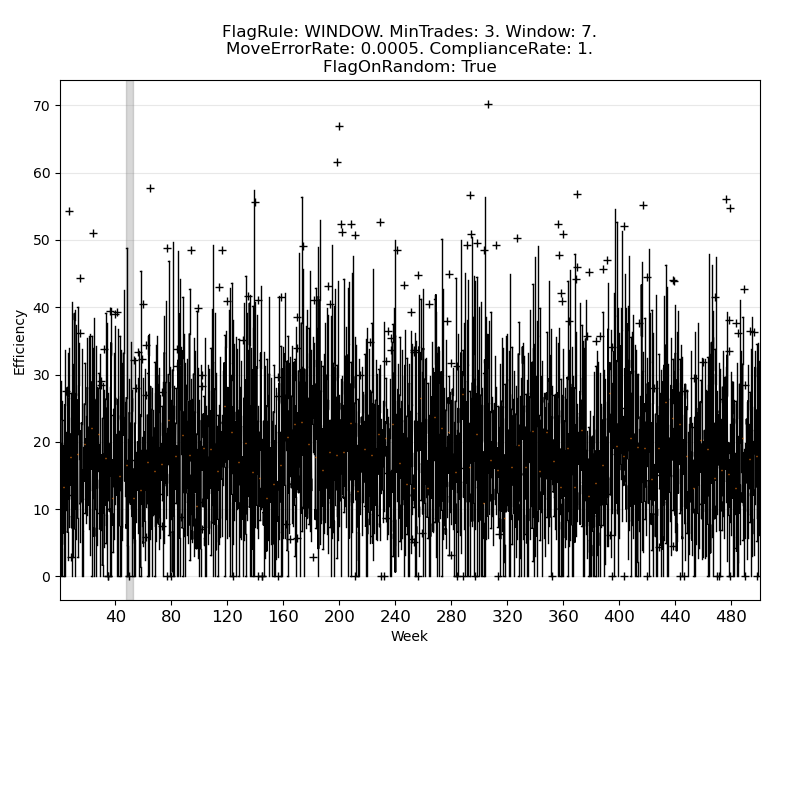 FlagRule: WINDOW. MinTrades: 3. Window: 7.
MoveErrorRate: 0.0005. ComplianceRate: 1.
FlagOnRandom: True
70
60
50
40
30
20
10
0
Efficiency
40 80 120 160 200 240 280 320 360 400 440 480
Week